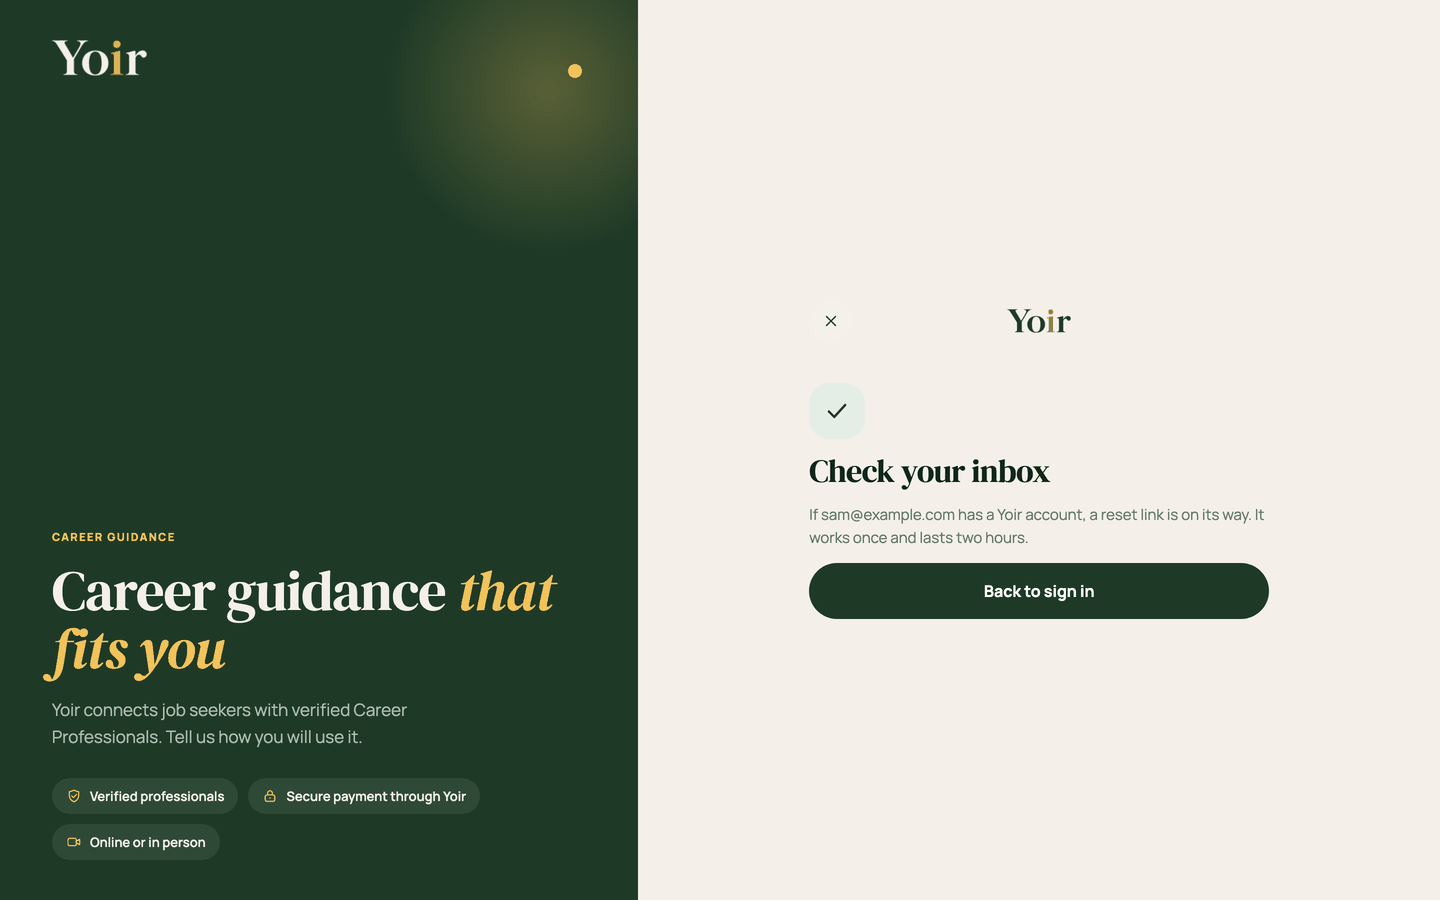 Yoir
CAREER GUIDANCE
Career guidance that
fits you
Yoir connects job seekers with verified Career
Professionals. Tell us how you will use it.
Verified professionals
Secure payment through Yoir
Online or in person
Yoir
Check your inbox
If sam@example.com has a Yoir account, a reset link is on its way. It
works once and lasts two hours.
Back to sign in